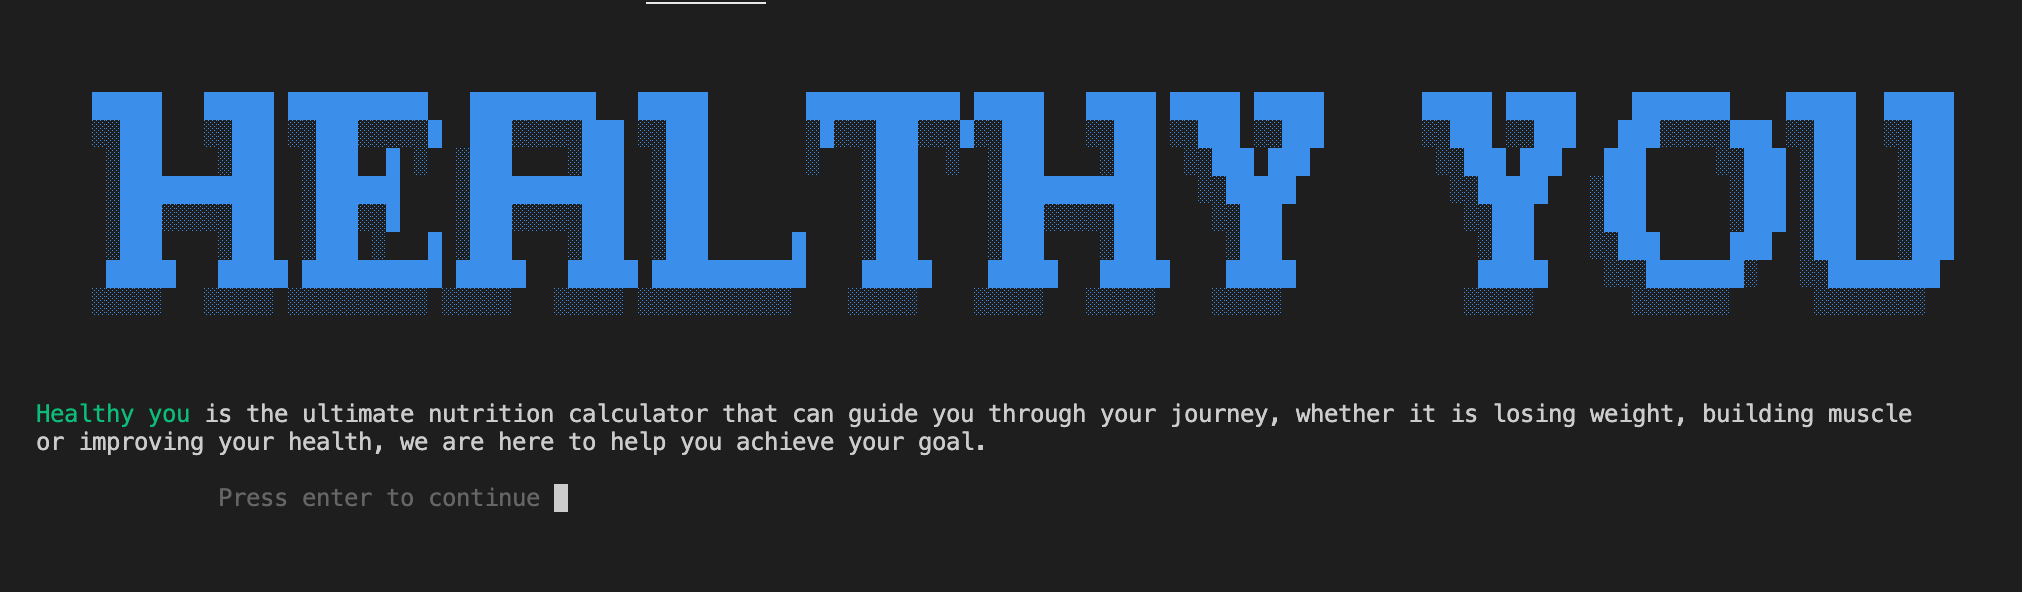 HEALTHY YOU
Healthy you is the ultimate nutrition calculator that can guide you through your journey, whether it is losing weight, building muscle
or improving your health, we are here to help you achieve your goal.
Press enter to continue